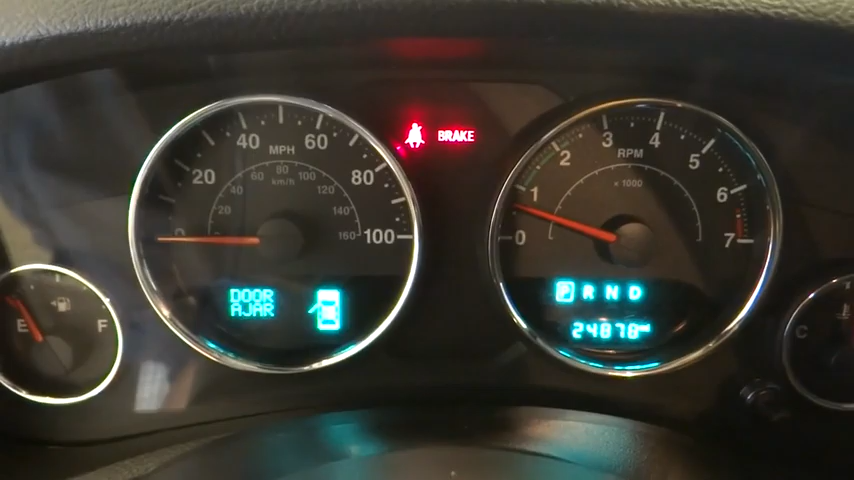 BRAKE
20 40 60 80 100
MPH
20 40 60 80 100 120 140 160
km/h
DOOR
AJAR
0 1 2 3 4 5 6 7
RPM
x 1000
P R N D
24878
E F
C